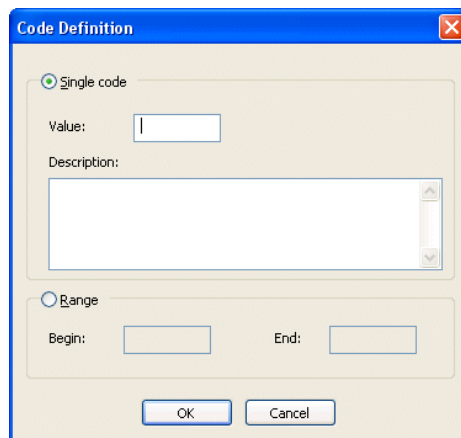 Code Definition
Single code
Value:
Description:
Range
Begin: End:
OK Cancel